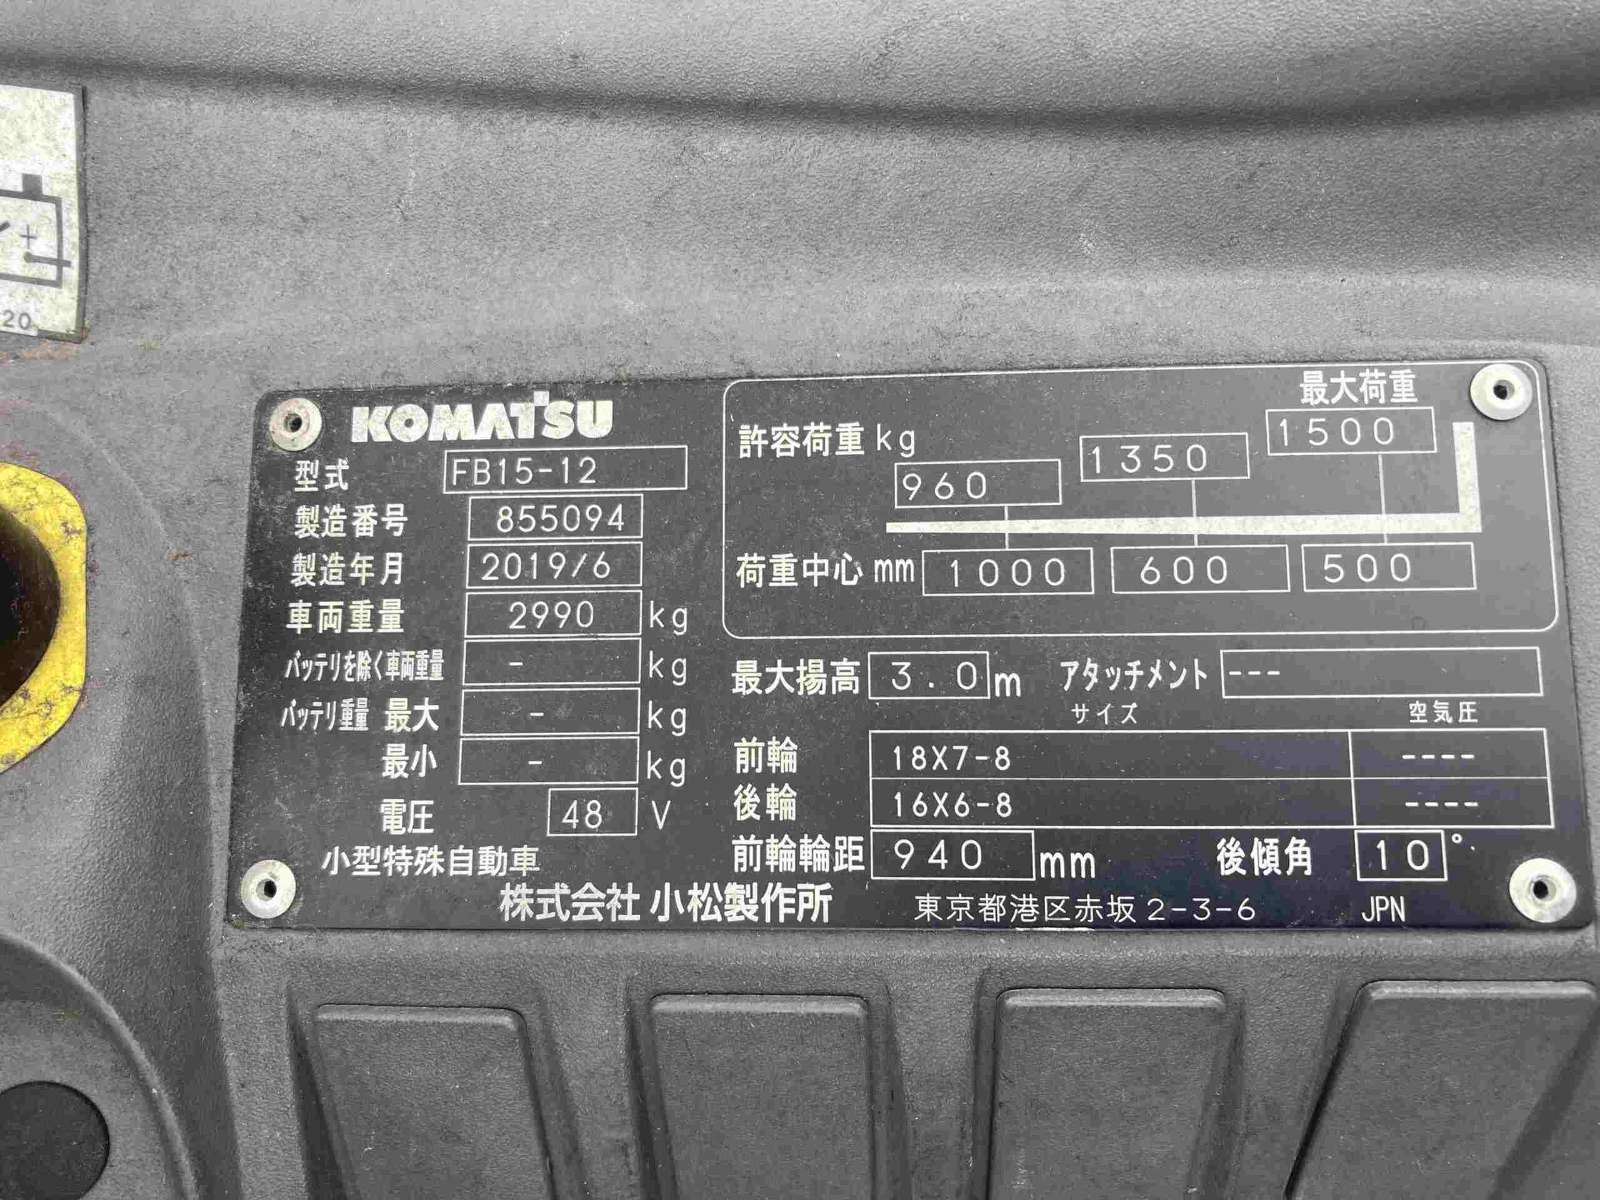 20
KOMATSU
型式 FB15-12
製造番号 855094
製造年月 2019/6
車両重量 2990 kg
バッテリを除く車両重量 - kg
バッテリ重量 最大 - kg
最小 - kg
電圧 48 V
小型特殊自動車
最大荷重
許容荷重 kg 960 1350 1500
荷重中心 mm 1000 600 500
最大揚高 3.0 m アタッチメント ---
サイズ 空気圧
前輪 18X7-8 ----
後輪 16X6-8 ----
前輪輪距 940 mm 後傾角 10°
株式会社 小松製作所 東京都港区赤坂2-3-6 JPN